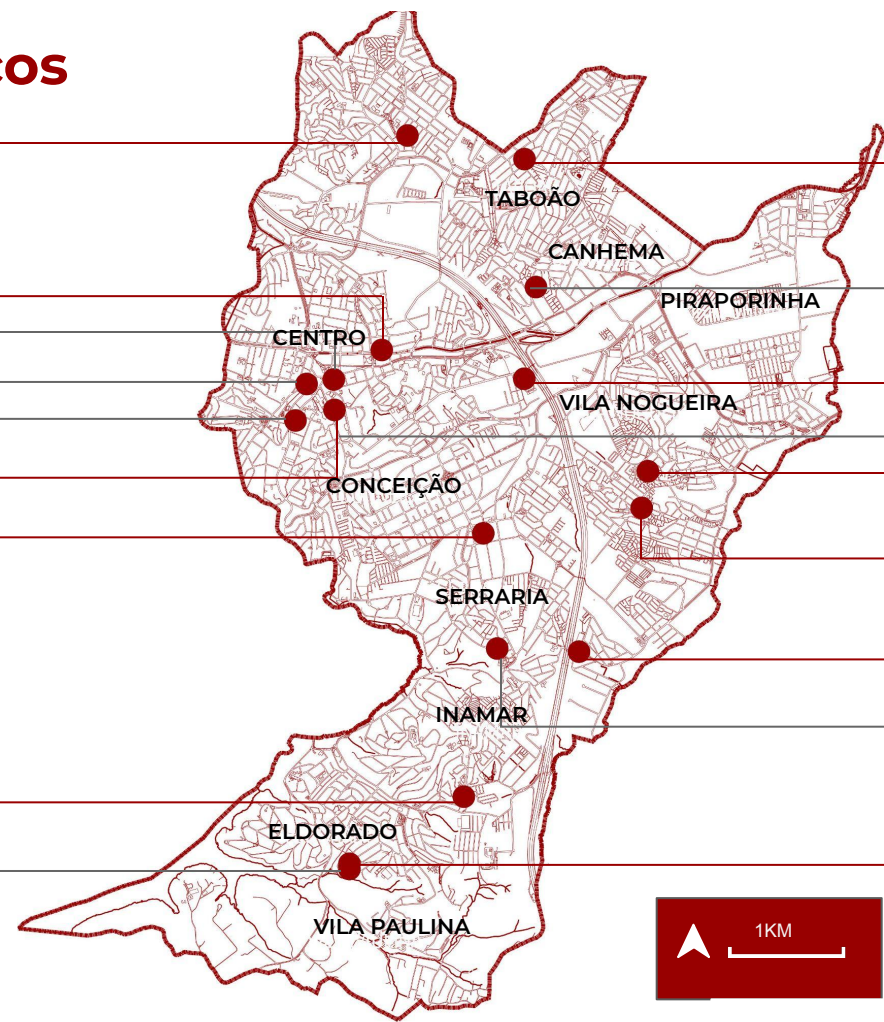 cos
TABOÃO
CANHEMA
PIRAPORINHA
CENTRO
VILA NOGUEIRA
CONCEIÇÃO
SERRARIA
INAMAR
ELDORADO
VILA PAULINA
1KM